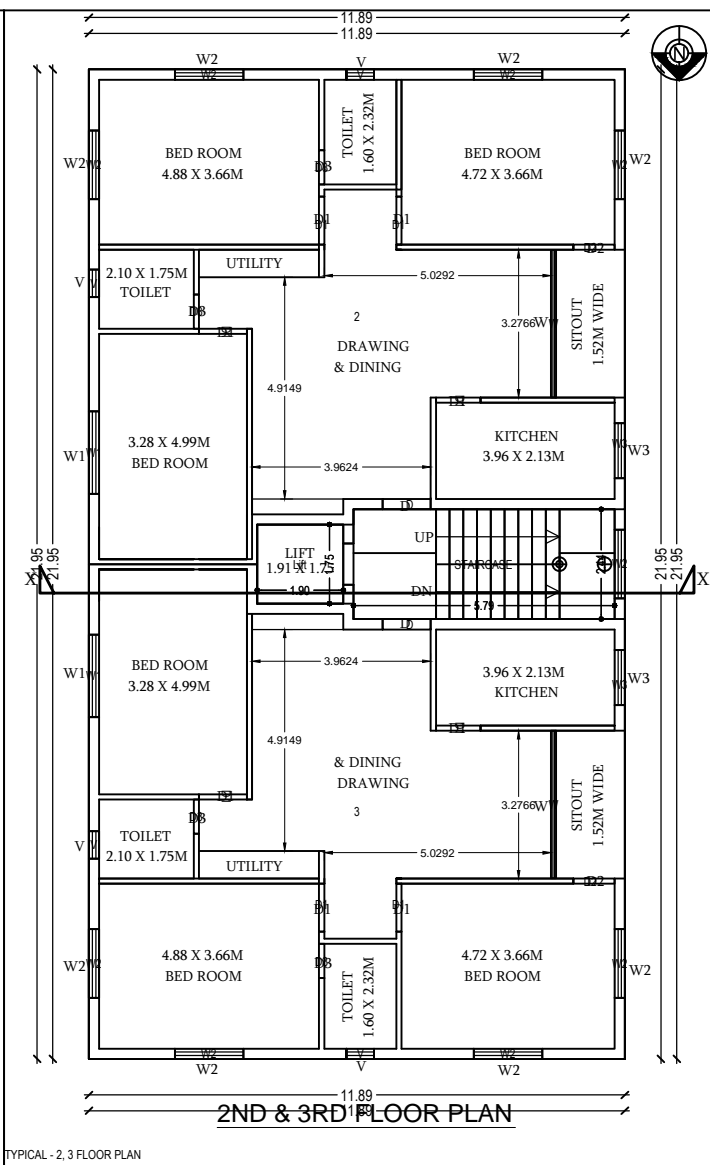 11.89
11.89
N
W2
V
W2
W2
V
W2
BED ROOM
4.88 X 3.66M
TOILET
1.60 X 2.32M
BED ROOM
4.72 X 3.66M
W2
W2
W2
D3
D1
D1
D2
2.10 X 1.75M
TOILET
UTILITY
5.0292
V
V
D3
2
DRAWING
& DINING
3.2766
W
SITOUT
1.52M WIDE
4.9149
3.28 X 4.99M
BED ROOM
W1
KITCHEN
3.96 X 2.13M
W3
W3
3.9624
D
D
21.95
21.95
21.95
21.95
LIFT
Lift
1.91 X 1.75
1.75
1.90
UP
STAIRCASE
DN
W2
5.79
X
X
D
BED ROOM
3.28 X 4.99M
W1
3.9624
3.96 X 2.13M
KITCHEN
W3
W3
4.9149
& DINING
DRAWING
3
3.2766
W
SITOUT
1.52M WIDE
TOILET
2.10 X 1.75M
V
V
D3
UTILITY
5.0292
D2
D1
D1
4.88 X 3.66M
BED ROOM
D3
TOILET
1.60 X 2.32M
4.72 X 3.66M
BED ROOM
W2
W2
W2
W2
V
W2
W2
V
W2
11.89
11.89
2ND & 3RD FLOOR PLAN
TYPICAL - 2, 3 FLOOR PLAN